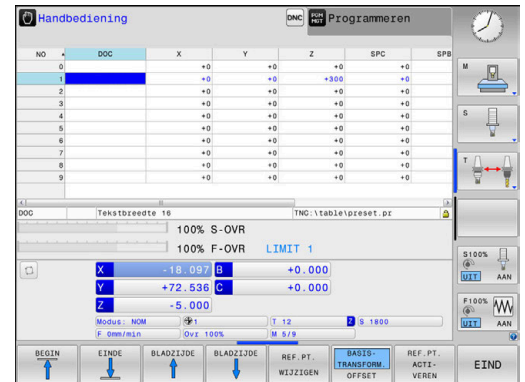 Handbediening DNC PGM MGT Programmeren
NO DOC X Y Z SPC SPB
0 +0 +0 +0 +0
1 +0 +0 +300 +0
2 +0 +0 +0 +0
3 +0 +0 +0 +0
4 +0 +0 +0 +0
5 +0 +0 +0 +0
6 +0 +0 +0 +0
7 +0 +0 +0 +0
8 +0 +0 +0 +0
9 +0 +0 +0 +0
DOC Tekstbreedte 16 TNC:\table\preset.pr
100% S-OVR
100% F-OVR LIMIT 1
X -18.097 B +0.000
Y +72.536 C +0.000
Z -5.000
Modus: NOM 1 T 12 Z S 1800
F 0mm/min Ovr 100% M 5/9
M
S
T
S100%
UIT AAN
F100%
UIT AAN
BEGIN EINDE BLADZIJDE BLADZIJDE REF.PT. WIJZIGEN BASIS- TRANSFORM. OFFSET REF.PT. ACTI- VEREN EIND